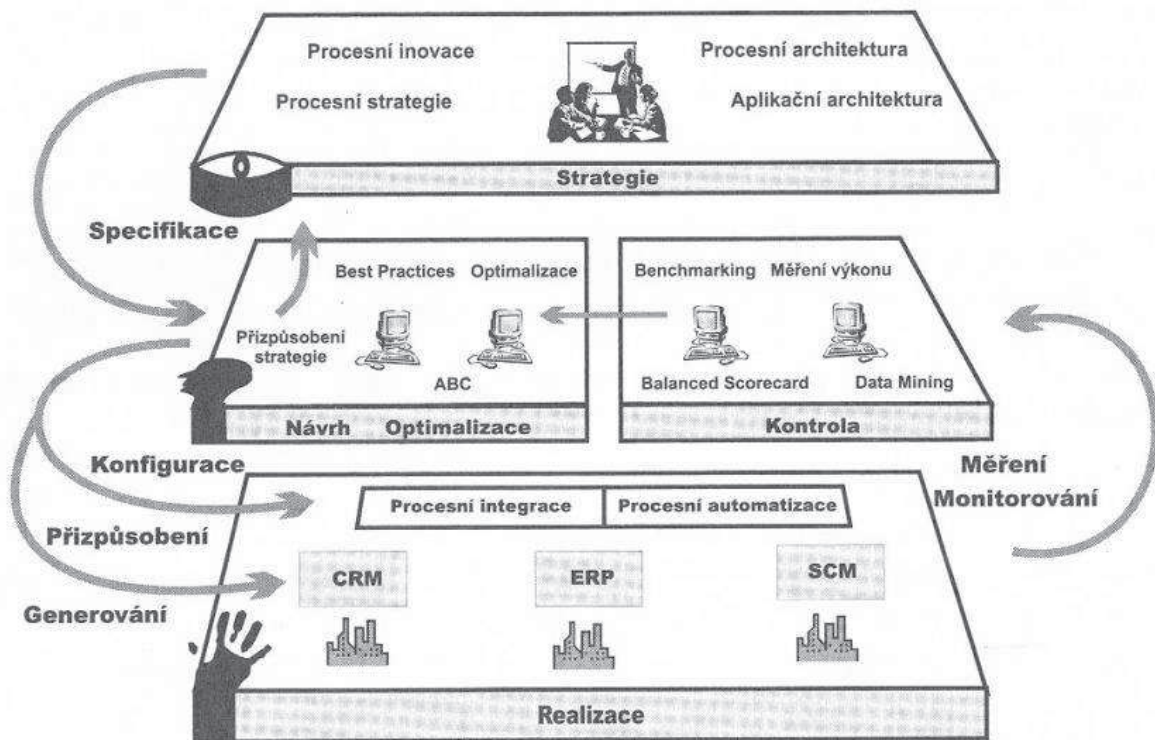 Procesní inovace
Procesní architektura
Procesní strategie
Aplikační architektura
Strategie
Specifikace
Best Practices
Optimalizace
Benchmarking
Měření výkonu
Přizpůsobení
strategie
ABC
Balanced Scorecard
Data Mining
Návrh
Optimalizace
Kontrola
Konfigurace
Měření
Monitorování
Procesní integrace
Procesní automatizace
Přizpůsobení
CRM
ERP
SCM
Generování
Realizace